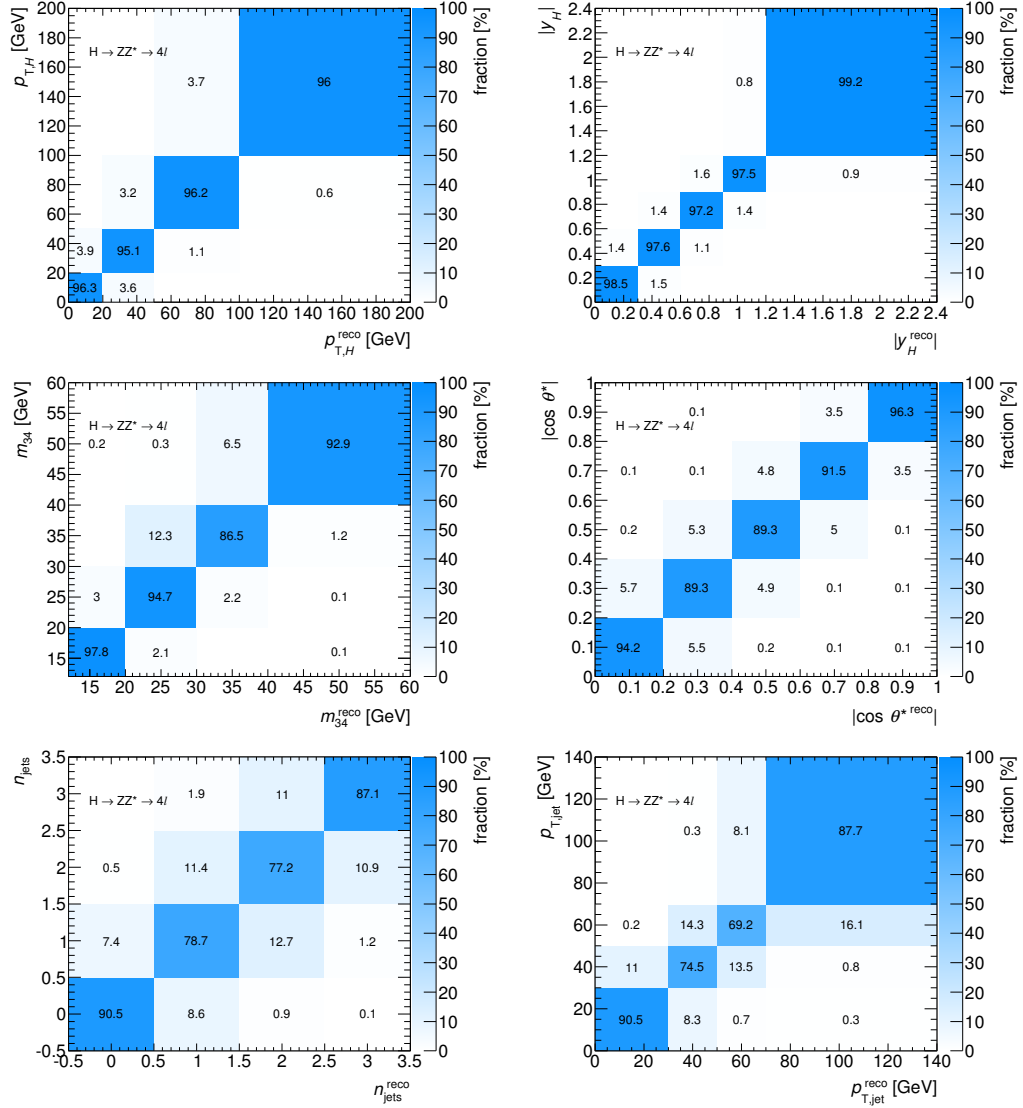 p_T,H [GeV]
H → ZZ* → 4l
200
180
160
140
120
100
80
60
40
20
0
3.7 96
3.2 96.2 0.6
3.9 95.1 1.1
96.3 3.6
0 20 40 60 80 100 120 140 160 180 200
p_T,H^reco [GeV]
100
90
80
70
60
50
40
30
20
10
0
fraction [%]
|y_H|
H → ZZ* → 4l
2.4
2.2
2
1.8
1.6
1.4
1.2
1
0.8
0.6
0.4
0.2
0
0.8 99.2
1.6 97.5 0.9
1.4 97.2 1.4
1.4 97.6 1.1
98.5 1.5
0 0.2 0.4 0.6 0.8 1 1.2 1.4 1.6 1.8 2 2.2 2.4
|y_H^reco|
100
90
80
70
60
50
40
30
20
10
0
fraction [%]
m_34 [GeV]
H → ZZ* → 4l
60
55
50
45
40
35
30
25
20
15
0.2 0.3 6.5 92.9
12.3 86.5 1.2
3 94.7 2.2 0.1
97.8 2.1 0.1
15 20 25 30 35 40 45 50 55 60
m_34^reco [GeV]
100
90
80
70
60
50
40
30
20
10
0
fraction [%]
|cos θ*|
H → ZZ* → 4l
1
0.9
0.8
0.7
0.6
0.5
0.4
0.3
0.2
0.1
0
0.1 3.5 96.3
0.1 0.1 4.8 91.5 3.5
0.2 5.3 89.3 5 0.1
5.7 89.3 4.9 0.1 0.1
94.2 5.5 0.2 0.1 0.1
0 0.1 0.2 0.3 0.4 0.5 0.6 0.7 0.8 0.9 1
|cos θ*^reco|
100
90
80
70
60
50
40
30
20
10
0
fraction [%]
n_jets
H → ZZ* → 4l
3.5
3
2.5
2
1.5
1
0.5
0
-0.5
1.9 11 87.1
0.5 11.4 77.2 10.9
7.4 78.7 12.7 1.2
90.5 8.6 0.9 0.1
-0.5 0 0.5 1 1.5 2 2.5 3 3.5
n_jets^reco
100
90
80
70
60
50
40
30
20
10
0
fraction [%]
p_T,jet [GeV]
H → ZZ* → 4l
140
120
100
80
60
40
20
0
0.3 8.1 87.7
0.2 14.3 69.2 16.1
11 74.5 13.5 0.8
90.5 8.3 0.7 0.3
0 20 40 60 80 100 120 140
p_T,jet^reco [GeV]
100
90
80
70
60
50
40
30
20
10
0
fraction [%]